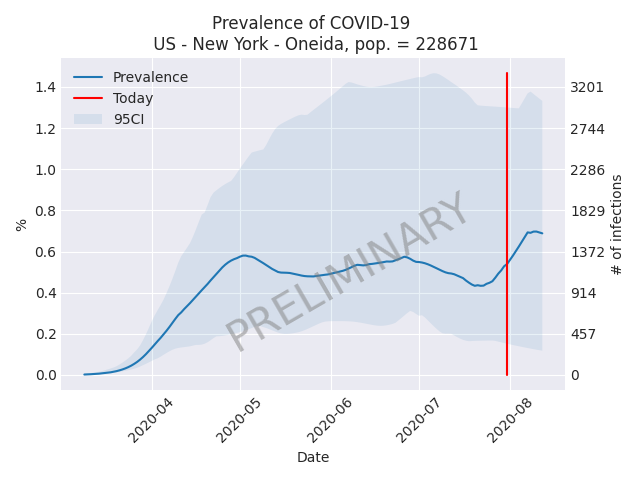 Prevalence of COVID-19
US - New York - Oneida, pop. = 228671
Prevalence
Today
95CI
1.4
1.2
1.0
0.8
0.6
0.4
0.2
0.0
%
3201
2744
2286
1829
1372
914
457
0
# of infections
PRELIMINARY
2020-04
2020-05
2020-06
2020-07
2020-08
Date